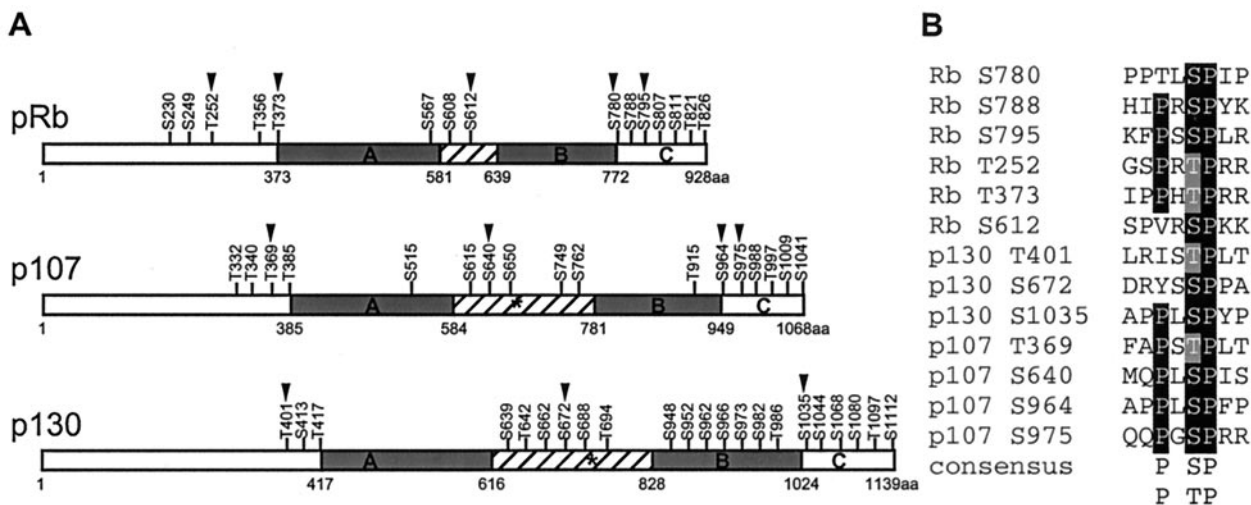 A
pRb
S230 S249 T252 T356 T373 S567 S608 S612 S780 S788 S795 S807 S811 T821 T826
A B C
1 373 581 639 772 928aa
p107
T332 T340 T369 T385 S515 S615 S640 S650 S749 S762 T915 S964 S975 S988 T997 S1009 S1041
A * B C
1 385 584 781 949 1068aa
p130
T401 S413 T417 S639 T642 S662 S672 S688 T694 S948 S952 S962 S966 S973 S982 T986 S1035 S1044 S1068 S1080 T1097 S1112
A * B C
1 417 616 828 1024 1139aa
B
Rb S780 PPTLSPIP
Rb S788 HIPRSPYK
Rb S795 KFPSSPLR
Rb T252 GSPRTPRR
Rb T373 IPPHTPRR
Rb S612 SPVRSPKK
p130 T401 LRISTPLT
p130 S672 DRYSSPPA
p130 S1035 APPLSPYP
p107 T369 FAPSTPLT
p107 S640 MQPLSPIS
p107 S964 APPLSPFP
p107 S975 QQPGSPRR
consensus P SP
P TP